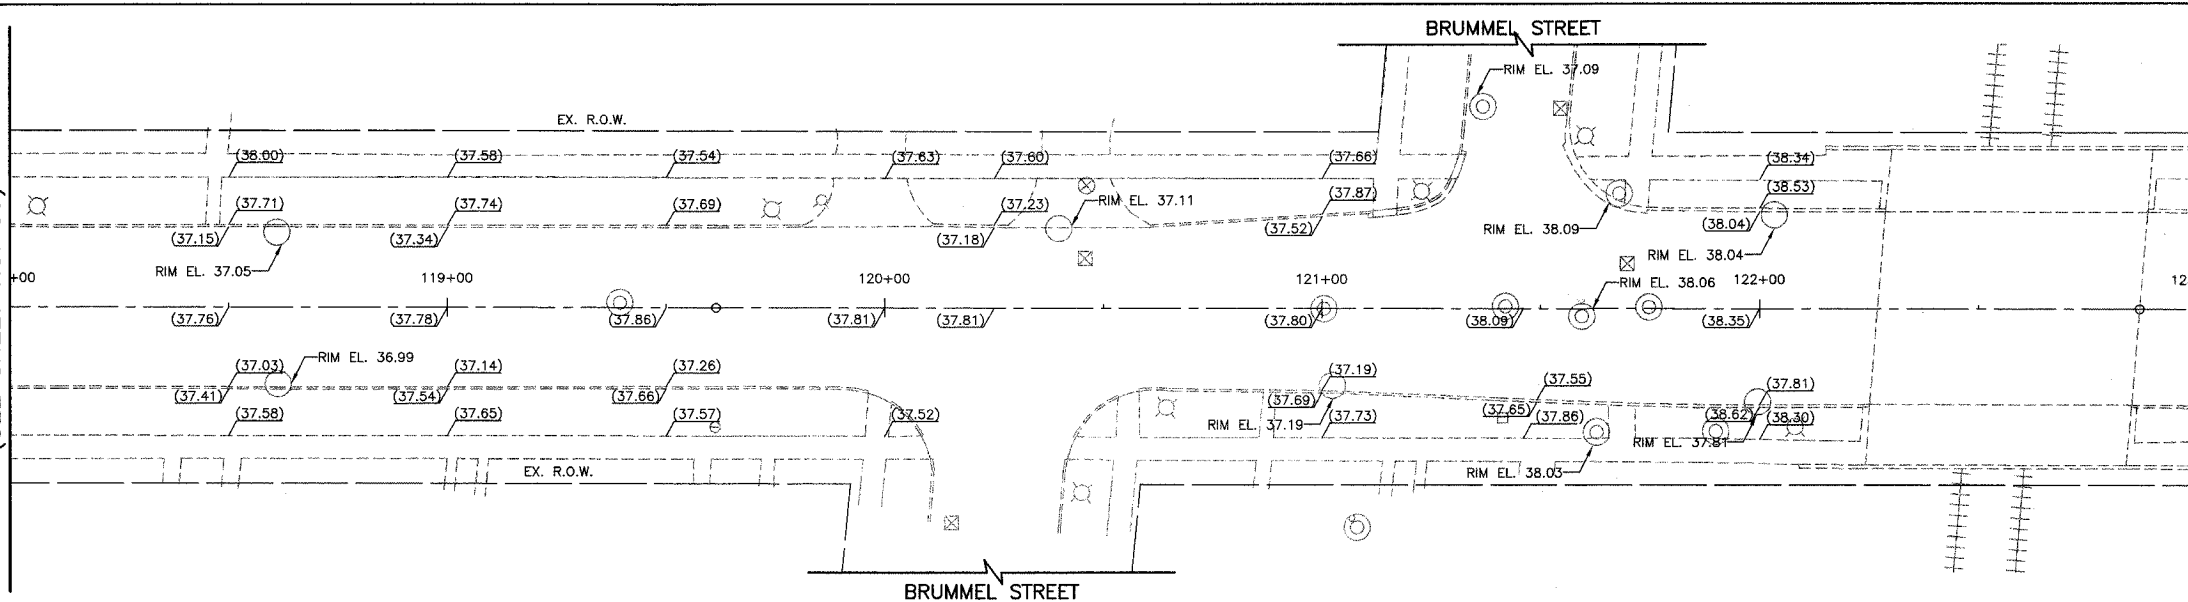 BRUMMEL STREET
RIM EL. 37.09
EX. R.O.W.
(38.00) (37.58) (37.54) (37.63) (37.60) (37.66) (38.34)
(37.71) (37.74) (37.69) (37.23) RIM EL. 37.11 (37.87) (38.53)
(37.15) (37.34) (37.18) (37.52) RIM EL. 38.09 (38.04)
RIM EL. 37.05 RIM EL. 38.04
+00 119+00 120+00 121+00 RIM EL. 38.06 122+00 12
(37.76) (37.78) (37.86) (37.81) (37.81) (37.80) (38.09) (38.35)
(37.03) RIM EL. 36.99 (37.14) (37.26) (37.19) (37.55) (37.81)
(37.41) (37.54) (37.66) (37.69) (37.65)
(37.58) (37.65) (37.57) (37.52) RIM EL. 37.19 (37.73) (37.86) (38.62) (38.30)
RIM EL. 37.81
EX. R.O.W. RIM EL. 38.03
BRUMMEL STREET